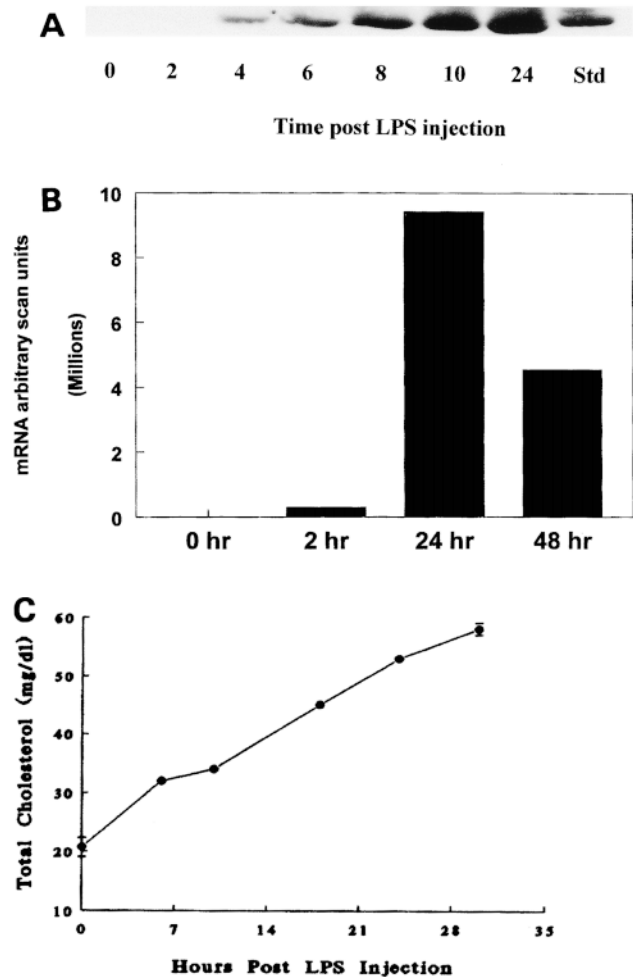 A
0 2 4 6 8 10 24 Std
Time post LPS injection
B
mRNA arbitrary scan units
(Millions)
10
8
6
4
2
0
0 hr 2 hr 24 hr 48 hr
C
Total Cholesterol (mg/dl)
60
50
40
30
20
10
0 7 14 21 28 35
Hours Post LPS Injection